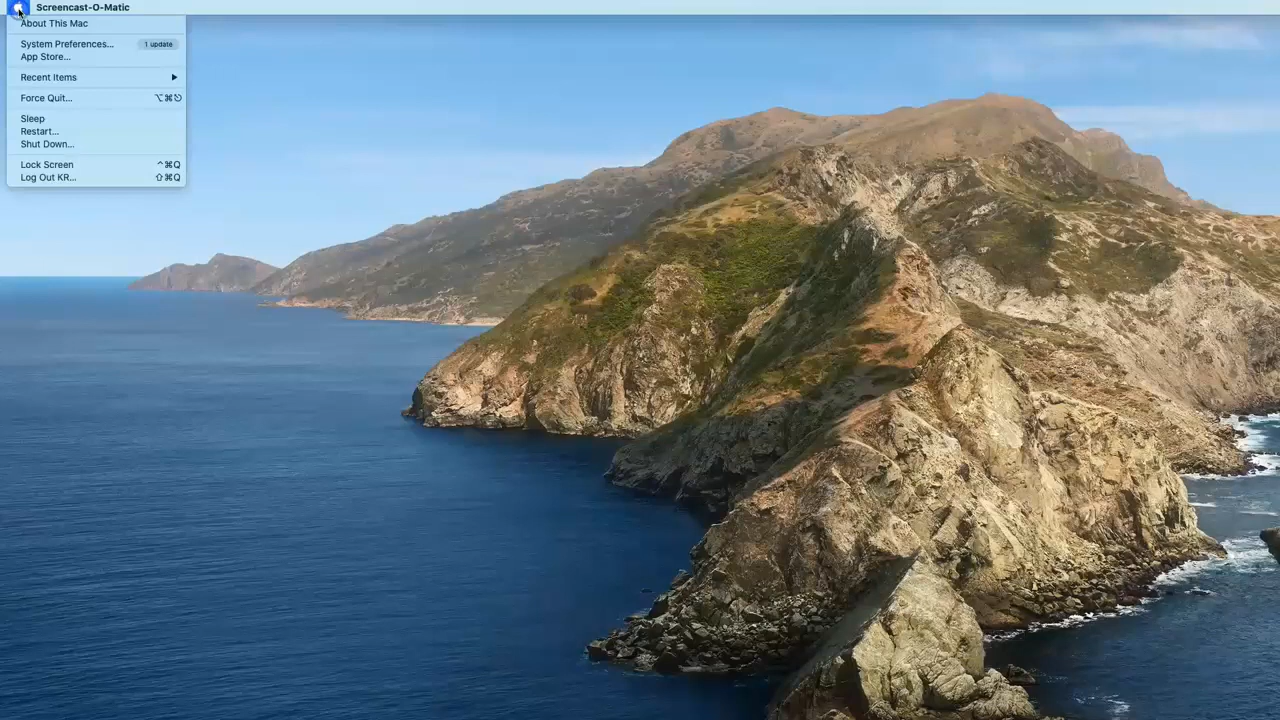 Screencast-O-Matic
About This Mac
System Preferences... 1 update
App Store...
Recent Items
Force Quit... ⌥⌘⎋
Sleep
Restart...
Shut Down...
Lock Screen ^⌘Q
Log Out KR... ⇧⌘Q